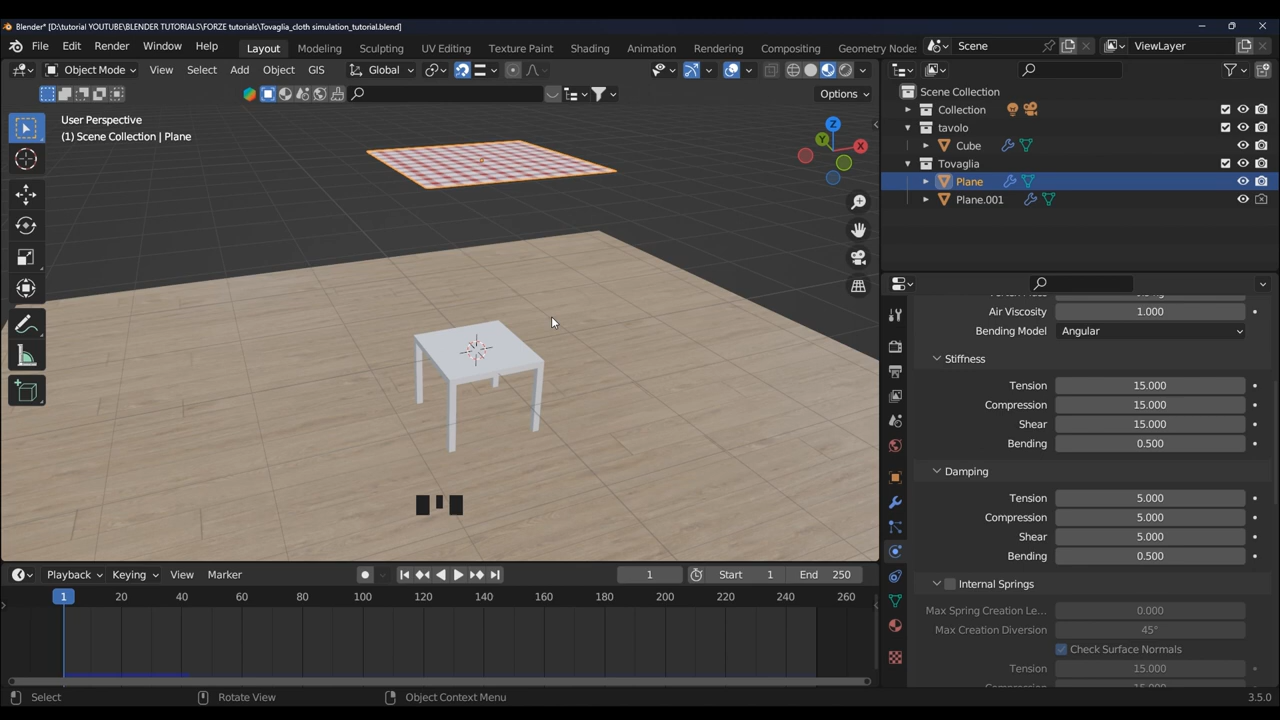 Blender* [D:\tutorial YOUTUBE\BLENDER TUTORIALS\FORZE tutorials\Tovaglia_cloth simulation_tutorial.blend]
File Edit Render Window Help Layout Modeling Sculpting UV Editing Texture Paint Shading Animation Rendering Compositing Geometry Node: Scene ViewLayer
Object Mode View Select Add Object GIS Global
Options
User Perspective
(1) Scene Collection | Plane
Z
Y
X
Scene Collection
Collection
tavolo
Cube
Tovaglia
Plane
Plane.001
Air Viscosity 1.000
Bending Model Angular
Stiffness
Tension 15.000
Compression 15.000
Shear 15.000
Bending 0.500
Damping
Tension 5.000
Compression 5.000
Shear 5.000
Bending 0.500
Internal Springs
Max Spring Creation Le... 0.000
Max Creation Diversion 45°
Check Surface Normals
Tension 15.000
Playback Keying View Marker 1 Start 1 End 250
1 20 40 60 80 100 120 140 160 180 200 220 240 260
Select Rotate View Object Context Menu 3.5.0